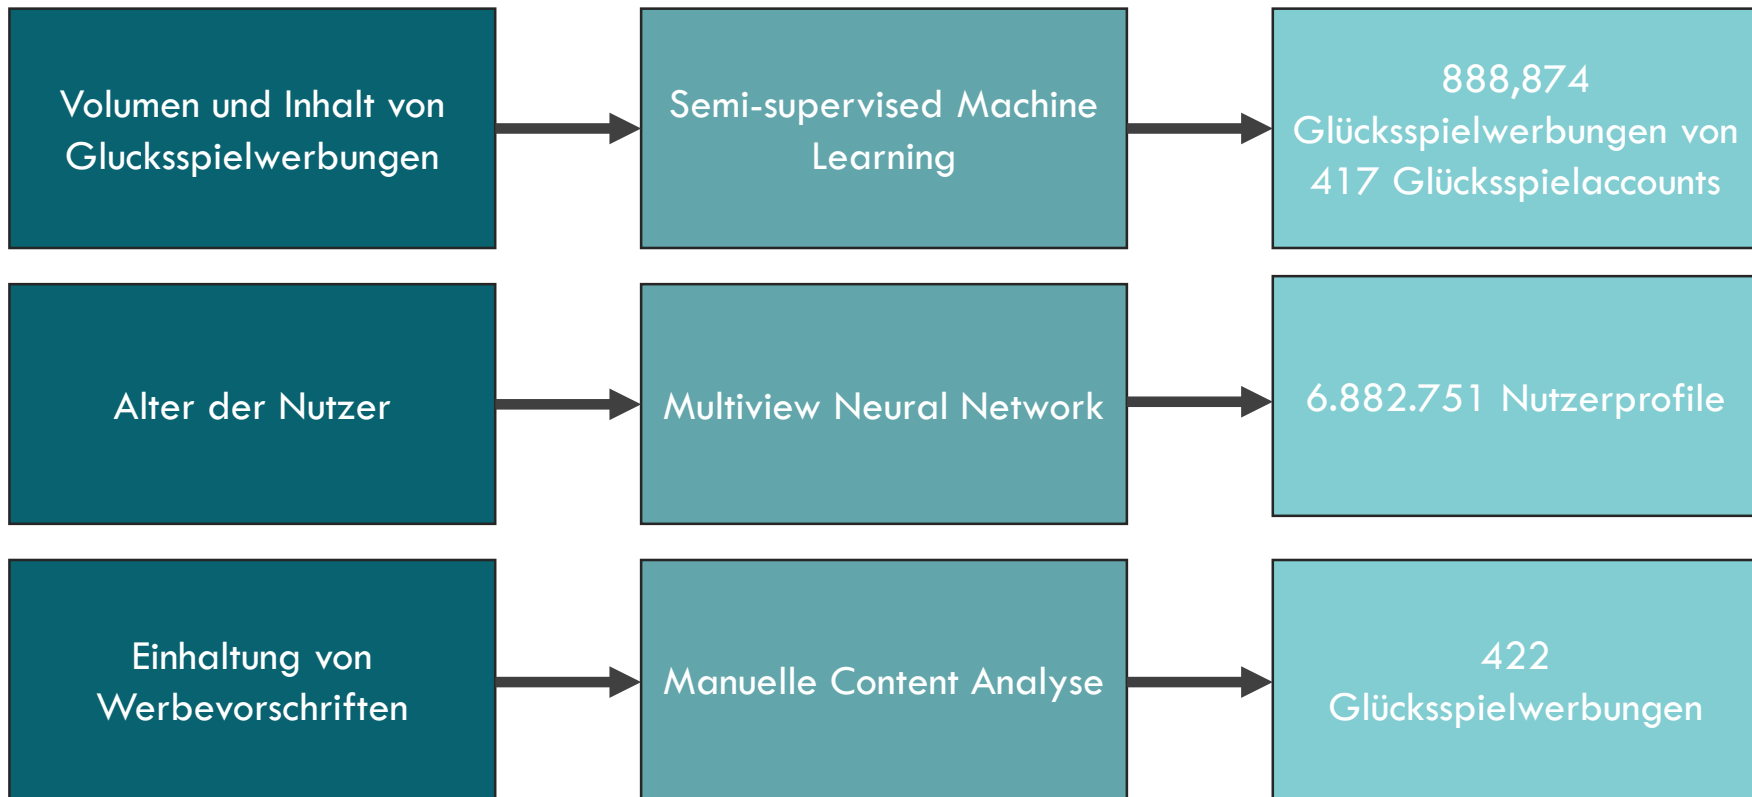 Volumen und Inhalt von
Glucksspielwerbungen
Semi-supervised Machine
Learning
888,874
Glücksspielwerbungen von
417 Glücksspielaccounts
Alter der Nutzer
Multiview Neural Network
6.882.751 Nutzerprofile
Einhaltung von
Werbevorschriften
Manuelle Content Analyse
422
Glücksspielwerbungen